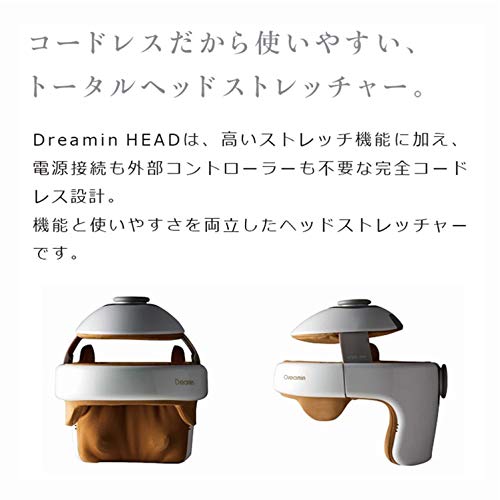 コードレスだから使いやすい、
トータルヘッドストレッチャー。
Dreamin HEADは、高いストレッチ機能に加え、
電源接続も外部コントローラーも不要な完全コード
レス設計。
機能と使いやすさを両立したヘッドストレッチャー
です。
Dreamin
Dreamin